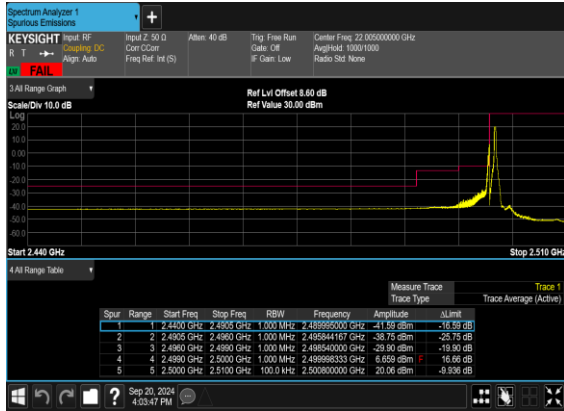 Spectrum Analyzer 1
Spurious Emissions
+
KEYSIGHT Input: RF Input Z: 50 Ω Atten: 40 dB Trig: Free Run Center Freq: 22.005000000 GHz
R T Coupling: DC Corr CCorr Gate: Off Avg|Hold: 1000/1000
Align: Auto Freq Ref: Int (S) IF Gain: Low Radio Std: None
LV FAIL
3 All Range Graph
Ref Lvl Offset 8.60 dB
Scale/Div 10.0 dB Ref Value 30.00 dBm
Log
20.0
10.0
0.00
-10.0
-20.0
-30.0
-40.0
-50.0
-60.0
Start 2.440 GHz Stop 2.510 GHz
4 All Range Table
Measure Trace Trace 1
Trace Type Trace Average (Active)
Spur Range Start Freq Stop Freq RBW Frequency Amplitude ΔLimit
1 1 2.4400 GHz 2.4905 GHz 1.000 MHz 2.489995000 GHz -41.59 dBm -16.59 dB
2 2 2.4905 GHz 2.4960 GHz 1.000 MHz 2.495844167 GHz -38.75 dBm -25.75 dB
3 3 2.4960 GHz 2.4990 GHz 1.000 MHz 2.498540000 GHz -29.90 dBm -19.90 dB
4 4 2.4990 GHz 2.5000 GHz 1.000 MHz 2.499998333 GHz 6.659 dBm F 16.66 dB
5 5 2.5000 GHz 2.5100 GHz 100.0 kHz 2.500800000 GHz 20.06 dBm -9.936 dB
? Sep 20, 2024
4:03:47 PM